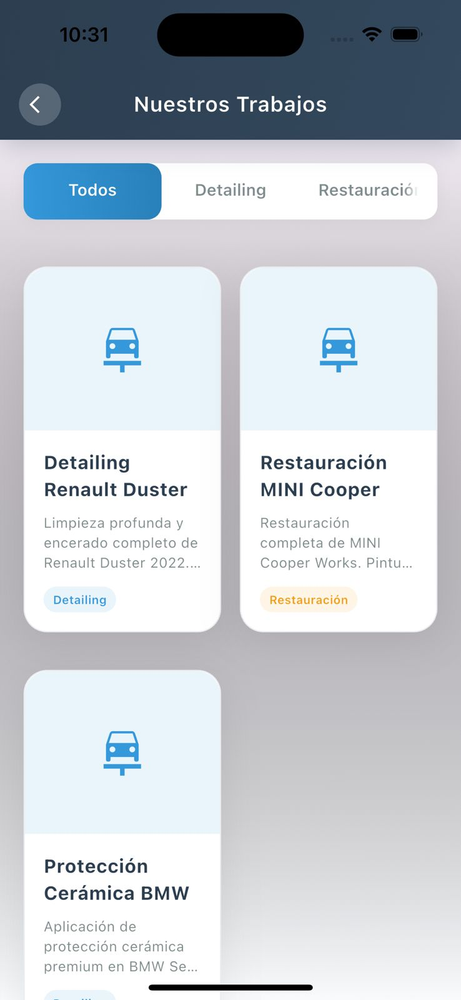 10:31
Nuestros Trabajos
Todos
Detailing
Restauración
Detailing
Renault Duster
Limpieza profunda y
encerado completo de
Renault Duster 2022....
Detailing
Restauración
MINI Cooper
Restauración
completa de MINI
Cooper Works. Pintu...
Restauración
Protección
Cerámica BMW
Aplicación de
protección cerámica
premium en BMW Se...